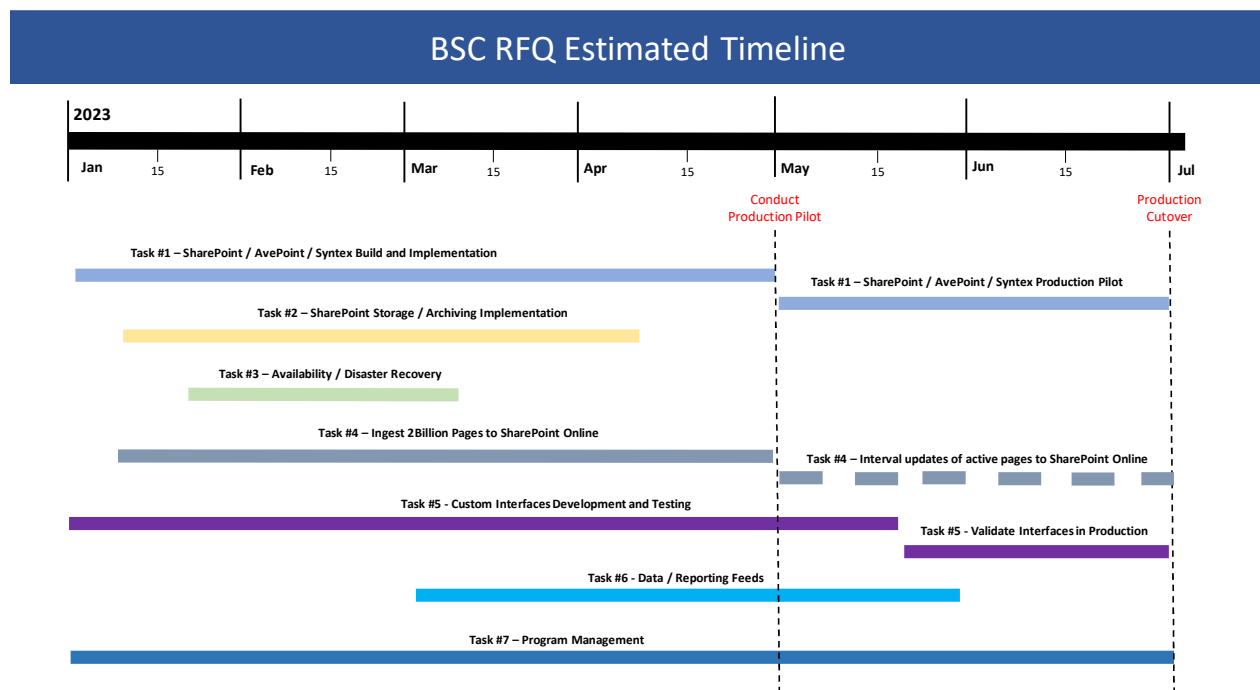 BSC RFQ Estimated Timeline
2023
Jan 15 Feb 15 Mar 15 Apr 15 May 15 Jun 15 Jul
Conduct
Production Pilot
Production
Cutover
Task #1 – SharePoint / AvePoint / Syntex Build and Implementation
Task #1 – SharePoint / AvePoint / Syntex Production Pilot
Task #2 – SharePoint Storage / Archiving Implementation
Task #3 – Availability / Disaster Recovery
Task #4 – Ingest 2Billion Pages to SharePoint Online
Task #4 – Interval updates of active pages to SharePoint Online
Task #5 - Custom Interfaces Development and Testing
Task #5 - Validate Interfaces in Production
Task #6 - Data / Reporting Feeds
Task #7 – Program Management